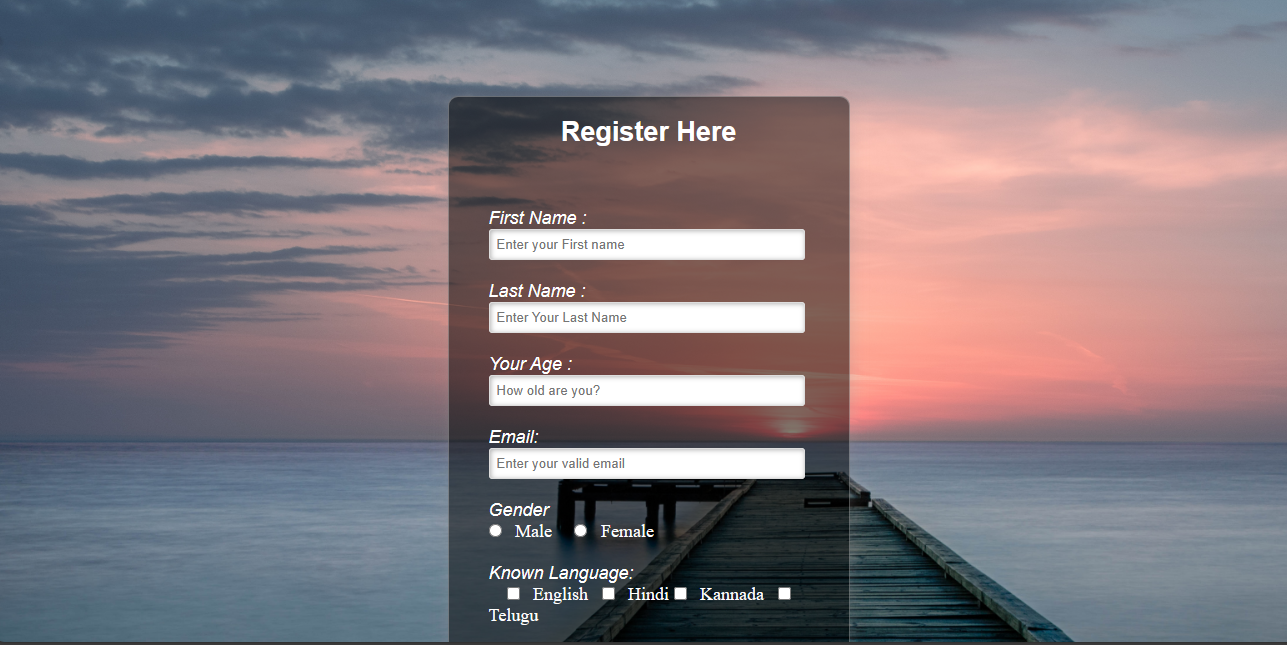 Register Here
First Name :
Enter your First name
Last Name :
Enter Your Last Name
Your Age :
How old are you?
Email:
Enter your valid email
Gender
Male Female
Known Language:
English Hindi Kannada
Telugu